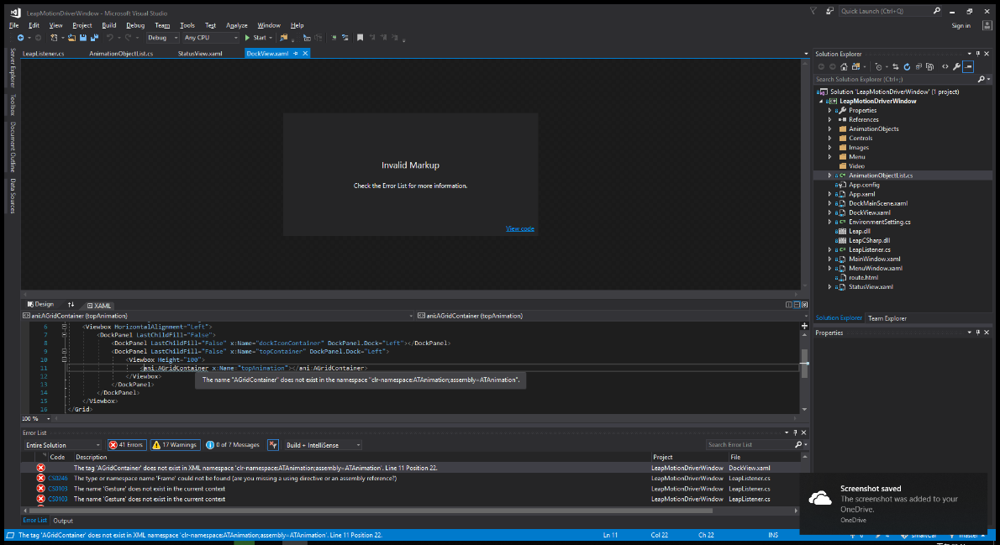 LeapMotionDriverWindow - Microsoft Visual Studio
Quick Launch (Ctrl+Q)
File Edit View Project Build Debug Team Tools Test Analyze Window Help
Sign in
Debug Any CPU Start
LeapListener.cs AnimationObjectList.cs StatusView.xaml DockView.xaml
Server Explorer
Toolbox
Document Outline
Data Sources
Invalid Markup
Check the Error List for more information.
View code
Design XAML
ani:AGridContainer (topAnimation) ani:AGridContainer (topAnimation)
6 <Viewbox HorizontalAlignment="Left">
7 <DockPanel LastChildFill="False">
8 <DockPanel LastChildFill="False" x:Name="dockIconContainer" DockPanel.Dock="Left"></DockPanel>
9 <DockPanel LastChildFill="False" x:Name="topContainer" DockPanel.Dock="Left">
10 <Viewbox Height="100">
11 <ani:AGridContainer x:Name="topAnimation"></ani:AGridContainer>
12 </Viewbox>
The name "AGridContainer" does not exist in the namespace "clr-namespace:ATAnimation;assembly=ATAnimation".
13 </DockPanel>
14 </DockPanel>
15 </Viewbox>
16 </Grid>
100 %
Error List
Entire Solution 41 Errors 17 Warnings 0 of 7 Messages Build + IntelliSense Search Error List
Code Description Project File
The tag 'AGridContainer' does not exist in XML namespace 'clr-namespace:ATAnimation;assembly=ATAnimation'. Line 11 Position 22. LeapMotionDriverWindow DockView.xaml
CS0246 The type or namespace name 'Frame' could not be found (are you missing a using directive or an assembly reference?) LeapMotionDriverWindow LeapListener.cs
CS0103 The name 'Gesture' does not exist in the current context LeapMotionDriverWindow LeapListener.cs
CS0103 The name 'Gesture' does not exist in the current context LeapMotionDriverWindow LeapListener.cs
Error List Output
The tag 'AGridContainer' does not exist in XML namespace 'clr-namespace:ATAnimation;assembly=ATAnimation'. Line 11 Position 22. Ln 11 Col 22 Ch 22 INS
Solution Explorer
Search Solution Explorer (Ctrl+;)
Solution 'LeapMotionDriverWindow' (1 project)
LeapMotionDriverWindow
Properties
References
AnimationObjects
Controls
Images
Menu
Video
AnimationObjectList.cs
App.config
App.xaml
DockMainScene.xaml
DockView.xaml
EnvironmentSetting.cs
Leap.dll
LeapCSharp.dll
LeapListener.cs
MainWindow.xaml
MenuWindow.xaml
route.html
StatusView.xaml
Solution Explorer Team Explorer
Properties
Screenshot saved
The screenshot was added to your
OneDrive.
OneDrive
smartCar master